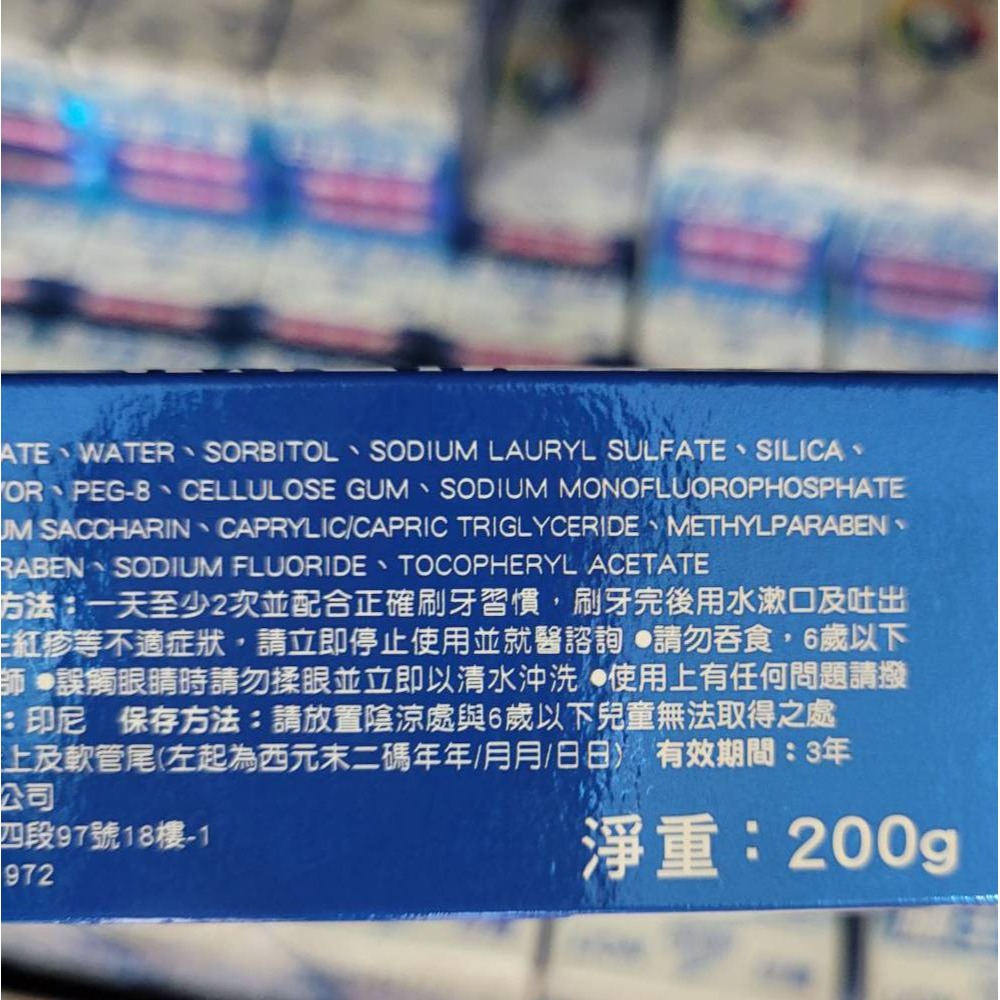 ATE、WATER、SORBITOL、SODIUM LAURYL SULFATE、SILICA、
VOR、PEG-8、CELLULOSE GUM、SODIUM MONOFLUOROPHOSPHATE
UM SACCHARIN、CAPRYLIC/CAPRIC TRIGLYCERIDE、METHYLPARABEN、
RABEN、SODIUM FLUORIDE、TOCOPHERYL ACETATE
方法：一天至少2次並配合正確刷牙習慣，刷牙完後用水漱口及吐出
紅疹等不適症狀，請立即停止使用並就醫諮詢 ●請勿吞食，6歲以下
師 ●誤觸眼睛時請勿揉眼並立即以清水沖洗 ●使用上有任何問題請撥
：印尼 保存方法：請放置陰涼處與6歲以下兒童無法取得之處
上及軟管尾(左起為西元末二碼年年/月月/日日) 有效期間：3年
公司
四段97號18樓-1
972
淨重：200g